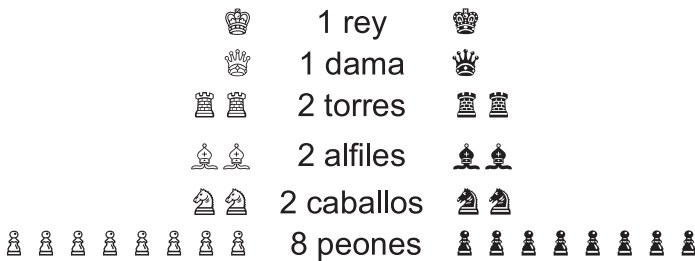 1 rey
1 dama
2 torres
2 alfiles
2 caballos
8 peones